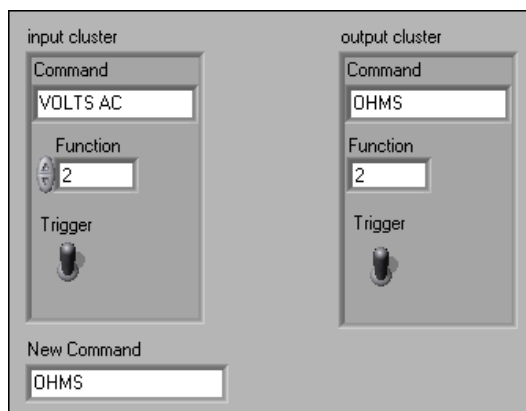 input cluster
Command
VOLTS AC
Function
2
Trigger
New Command
OHMS
output cluster
Command
OHMS
Function
2
Trigger